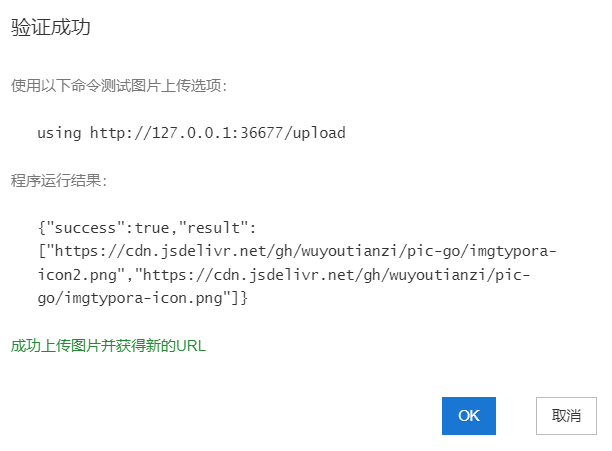 验证成功
使用以下命令测试图片上传选项：
using http://127.0.0.1:36677/upload
程序运行结果：
{"success":true,"result":
["https://cdn.jsdelivr.net/gh/wuyoutianzi/pic-go/imgtypora-
icon2.png","https://cdn.jsdelivr.net/gh/wuyoutianzi/pic-
go/imgtypora-icon.png"]}
成功上传图片并获得新的URL
OK
取消